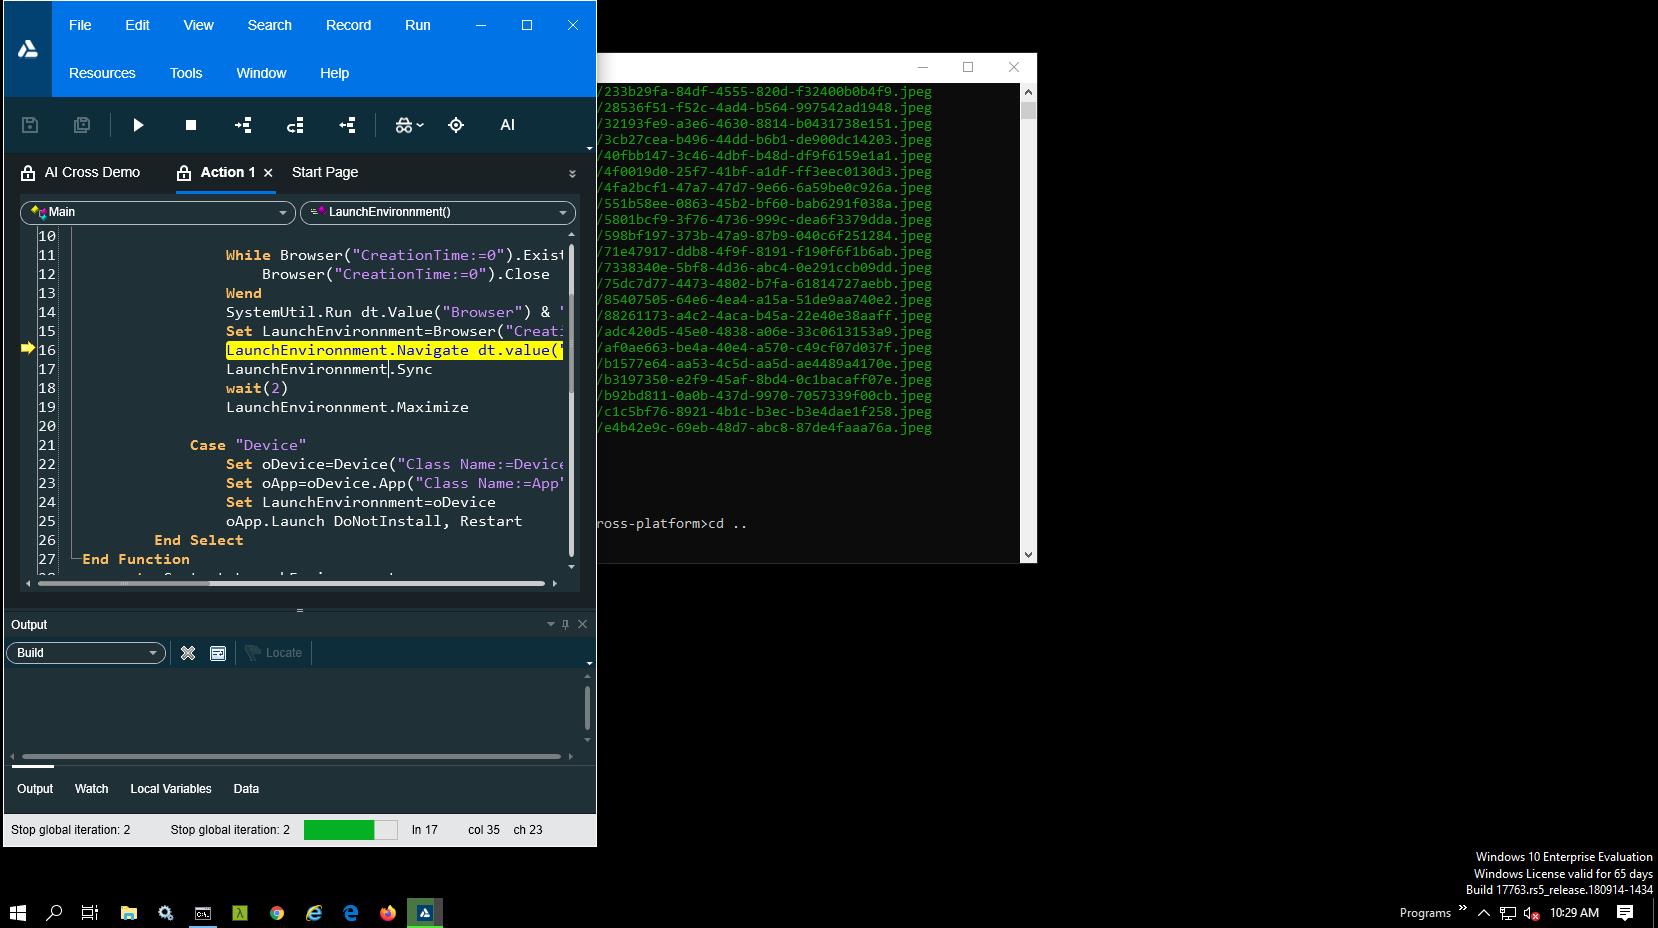 File Edit View Search Record Run
Resources Tools Window Help
AI
AI Cross Demo Action 1 Start Page
Main LaunchEnvironnment()
10
11 While Browser("CreationTime:=0").Exist
12 Browser("CreationTime:=0").Close
13 Wend
14 SystemUtil.Run dt.Value("Browser") & "
15 Set LaunchEnvironnment=Browser("Creati
16 LaunchEnvironnment.Navigate dt.value("
17 LaunchEnvironnment.Sync
18 wait(2)
19 LaunchEnvironnment.Maximize
20
21 Case "Device"
22 Set oDevice=Device("Class Name:=Device
23 Set oApp=oDevice.App("Class Name:=App"
24 Set LaunchEnvironnment=oDevice
25 oApp.Launch DoNotInstall, Restart
26 End Select
27 End Function
Output
Build Locate
Output Watch Local Variables Data
Stop global iteration: 2 Stop global iteration: 2 ln 17 col 35 ch 23
/233b29fa-84df-4555-820d-f32400b0b4f9.jpeg
/28536f51-f52c-4ad4-b564-997542ad1948.jpeg
/32193fe9-a3e6-4630-8814-b0431738e151.jpeg
/3cb27cea-b496-44dd-b6b1-de900dc14203.jpeg
/40fbb147-3c46-4dbf-b48d-df9f6159e1a1.jpeg
/4f0019d0-25f7-41bf-a1df-ff3eec0130d3.jpeg
/4fa2bcf1-47a7-47d7-9e66-6a59be0c926a.jpeg
/551b58ee-0863-45b2-bf60-bab6291f038a.jpeg
/5801bcf9-3f76-4736-999c-dea6f3379dda.jpeg
/598bf197-373b-47a9-87b9-040c6f251284.jpeg
/71e47917-ddb8-4f9f-8191-f190f6f1b6ab.jpeg
/7338340e-5bf8-4d36-abc4-0e291ccb09dd.jpeg
/75dc7d77-4473-4802-b7fa-61814727aebb.jpeg
/85407505-64e6-4ea4-a15a-51de9aa740e2.jpeg
/88261173-a4c2-4aca-b45a-22e40e38aaff.jpeg
/adc420d5-45e0-4838-a06e-33c0613153a9.jpeg
/af0ae663-be4a-40e4-a570-c49cf07d037f.jpeg
/b1577e64-aa53-4c5d-aa5d-ae4489a4170e.jpeg
/b3197350-e2f9-45af-8bd4-0c1bacaff07e.jpeg
/b92bd811-0a0b-437d-9970-7057339f00cb.jpeg
/c1c5bf76-8921-4b1c-b3ec-b3e4dae1f258.jpeg
/e4b42e9c-69eb-48d7-abc8-87de4faaa76a.jpeg
ross-platform>cd ..
Windows 10 Enterprise Evaluation
Windows License valid for 65 days
Build 17763.rs5_release.180914-1434
Programs 10:29 AM